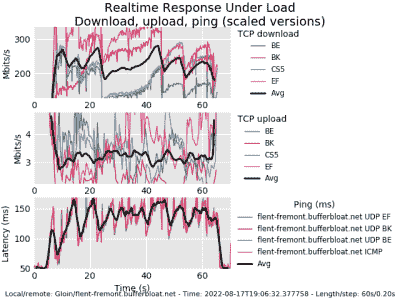 Realtime Response Under Load
Download, upload, ping (scaled versions)
TCP download
BE
BK
CS5
EF
Avg
Mbits/s
300
200
0 20 40 60
TCP upload
BE
BK
CS5
EF
Avg
Mbits/s
4
3
0 20 40 60
Ping (ms)
flent-fremont.bufferbloat.net UDP EF
flent-fremont.bufferbloat.net UDP BK
flent-fremont.bufferbloat.net UDP BE
flent-fremont.bufferbloat.net ICMP
Avg
Latency (ms)
150
100
50
0 20 40 60
Time (s)
Local/remote: Gloin/flent-fremont.bufferbloat.net - Time: 2022-08-17T19:06:32.377758 - Length/step: 60s/0.20s